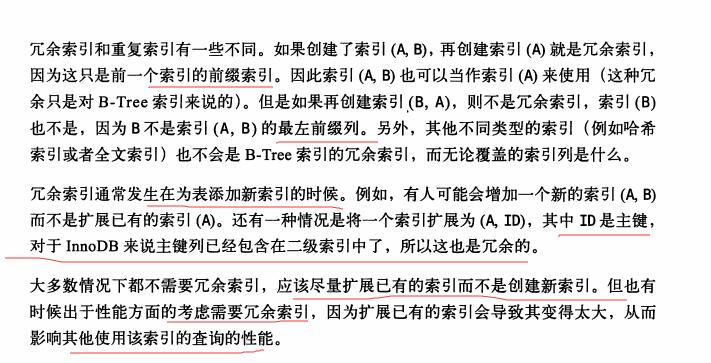 冗余索引和重复索引有一些不同。如果创建了索引 (A, B)，再创建索引 (A) 就是冗余索引，
因为这只是前一个索引的前缀索引。因此索引 (A, B) 也可以当作索引 (A) 来使用（这种冗
余只是对 B-Tree 索引来说的）。但是如果再创建索引 (B, A)，则不是冗余索引，索引 (B)
也不是，因为 B 不是索引 (A, B) 的最左前缀列。另外，其他不同类型的索引（例如哈希
索引或者全文索引）也不会是 B-Tree 索引的冗余索引，而无论覆盖的索引列是什么。
冗余索引通常发生在为表添加新索引的时候。例如，有人可能会增加一个新的索引 (A, B)
而不是扩展已有的索引 (A)。还有一种情况是将一个索引扩展为 (A, ID)，其中 ID 是主键，
对于 InnoDB 来说主键列已经包含在二级索引中了，所以这也是冗余的。
大多数情况下都不需要冗余索引，应该尽量扩展已有的索引而不是创建新索引。但也有
时候出于性能方面的考虑需要冗余索引，因为扩展已有的索引会导致其变得太大，从而
影响其他使用该索引的查询的性能。